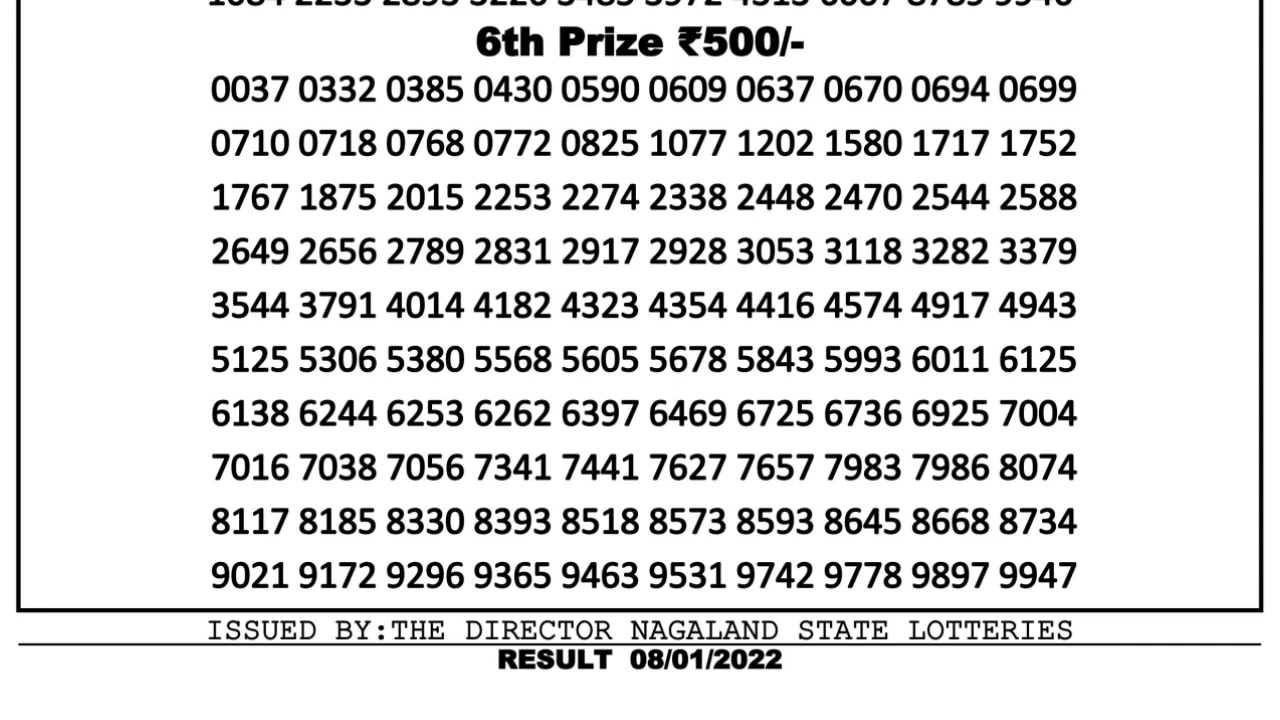 6th Prize ₹500/-
0037 0332 0385 0430 0590 0609 0637 0670 0694 0699
0710 0718 0768 0772 0825 1077 1202 1580 1717 1752
1767 1875 2015 2253 2274 2338 2448 2470 2544 2588
2649 2656 2789 2831 2917 2928 3053 3118 3282 3379
3544 3791 4014 4182 4323 4354 4416 4574 4917 4943
5125 5306 5380 5568 5605 5678 5843 5993 6011 6125
6138 6244 6253 6262 6397 6469 6725 6736 6925 7004
7016 7038 7056 7341 7441 7627 7657 7983 7986 8074
8117 8185 8330 8393 8518 8573 8593 8645 8668 8734
9021 9172 9296 9365 9463 9531 9742 9778 9897 9947
ISSUED BY:THE DIRECTOR NAGALAND STATE LOTTERIES
RESULT 08/01/2022